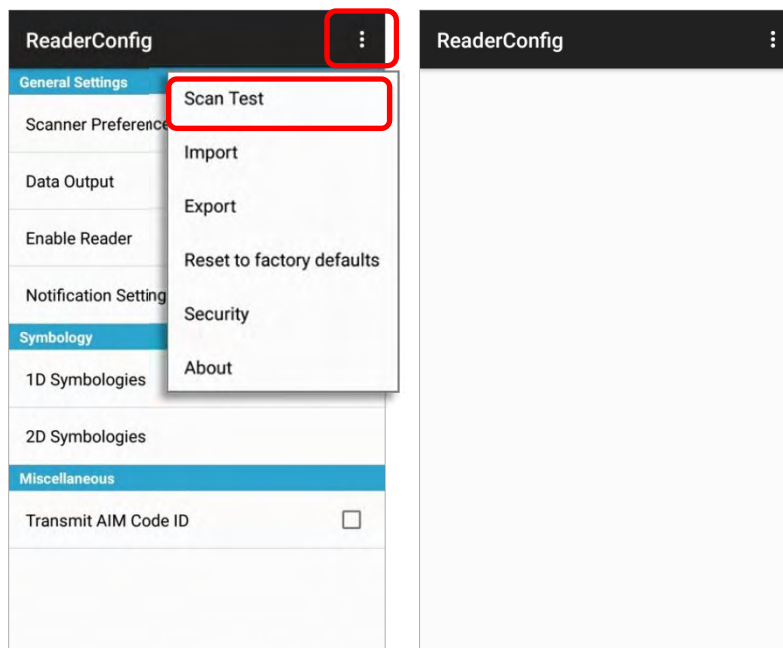 ReaderConfig
General Settings
Scanner Preference
Data Output
Enable Reader
Notification Setting
Symbology
1D Symbologies
2D Symbologies
Miscellaneous
Transmit AIM Code ID
Scan Test
Import
Export
Reset to factory defaults
Security
About
ReaderConfig